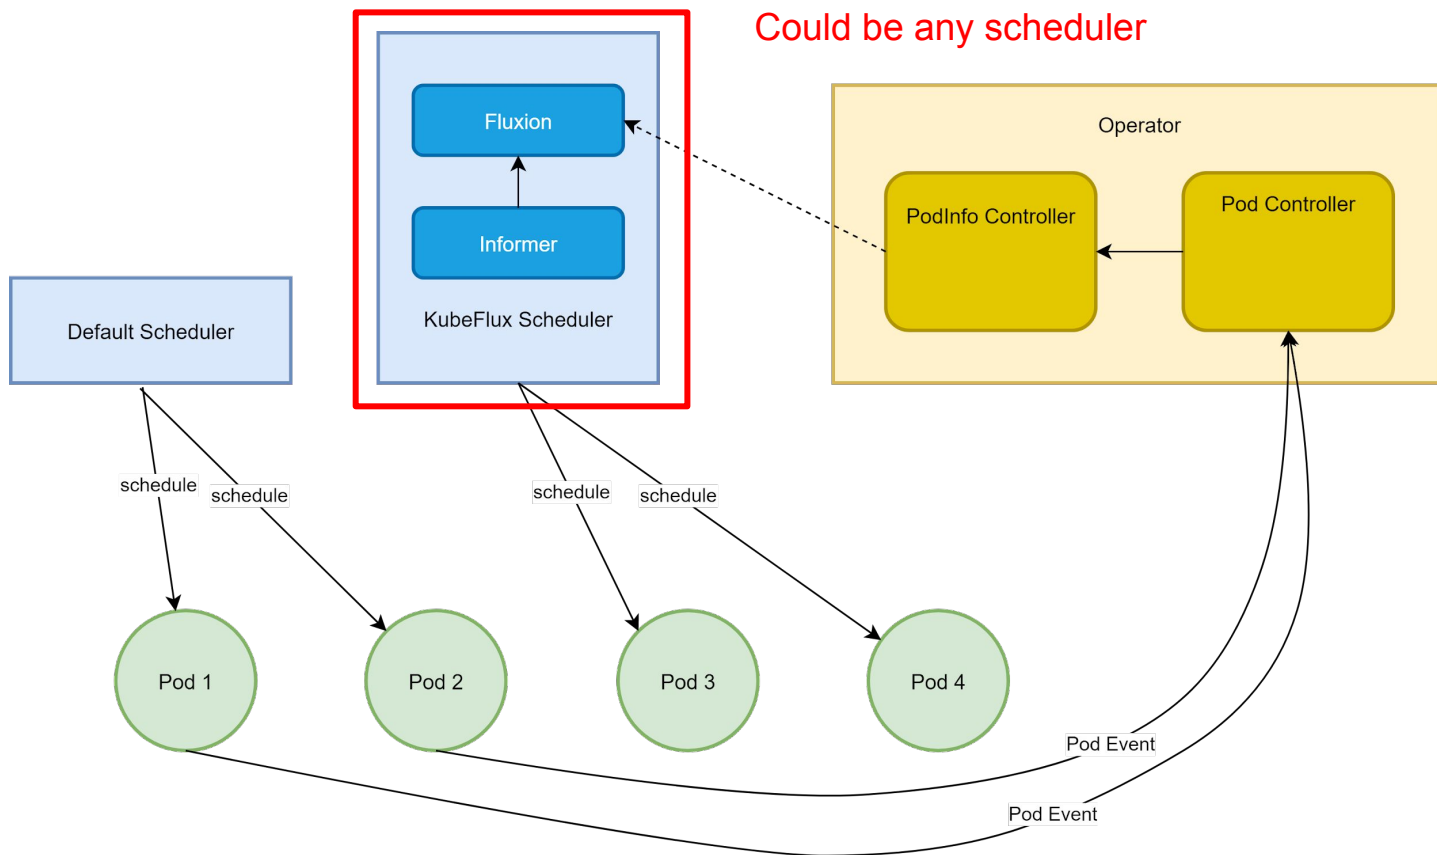 Could be any scheduler
Fluxion
Operator
PodInfo Controller
Pod Controller
Informer
KubeFlux Scheduler
Default Scheduler
schedule
schedule
schedule
schedule
Pod 1
Pod 2
Pod 3
Pod 4
Pod Event
Pod Event